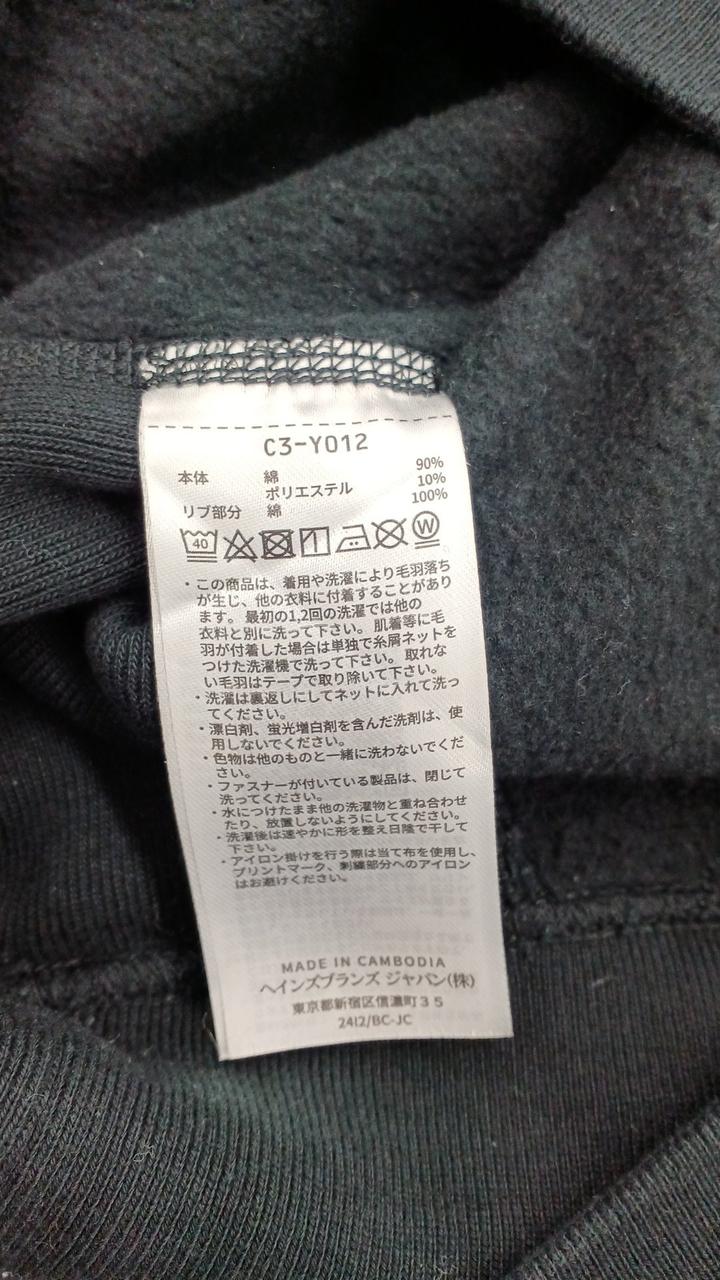 C3-Y012
本体 綿 90%
ポリエステル 10%
リブ部分 綿 100%
40 W
・この商品は、着用や洗濯により毛羽落ち
が生じ、他の衣料に付着することがあり
ます。最初の1,2回の洗濯では他の
衣料と別に洗って下さい。肌着等に毛
羽が付着した場合は単独で糸屑ネットを
つけた洗濯機で洗って下さい。取れな
い毛羽はテープで取り除いて下さい。
・洗濯は裏返しにしてネットに入れて洗っ
てください。
・漂白剤、蛍光増白剤を含んだ洗剤は、使
用しないでください。
・色物は他のものと一緒に洗わないでくだ
さい。
・ファスナーが付いている製品は、閉じて
洗ってください。
・水につけたまま他の洗濯物と重ね合わせ
たり、放置しないようにしてください。
・洗濯後は速やかに形を整え日陰で干して
下さい。
・アイロン掛けを行う際は当て布を使用し、
プリントマーク、刺繍部分へのアイロン
はお避けください。
MADE IN CAMBODIA
ヘインズブランズ ジャパン(株)
東京都新宿区信濃町35
2412/BC-JC